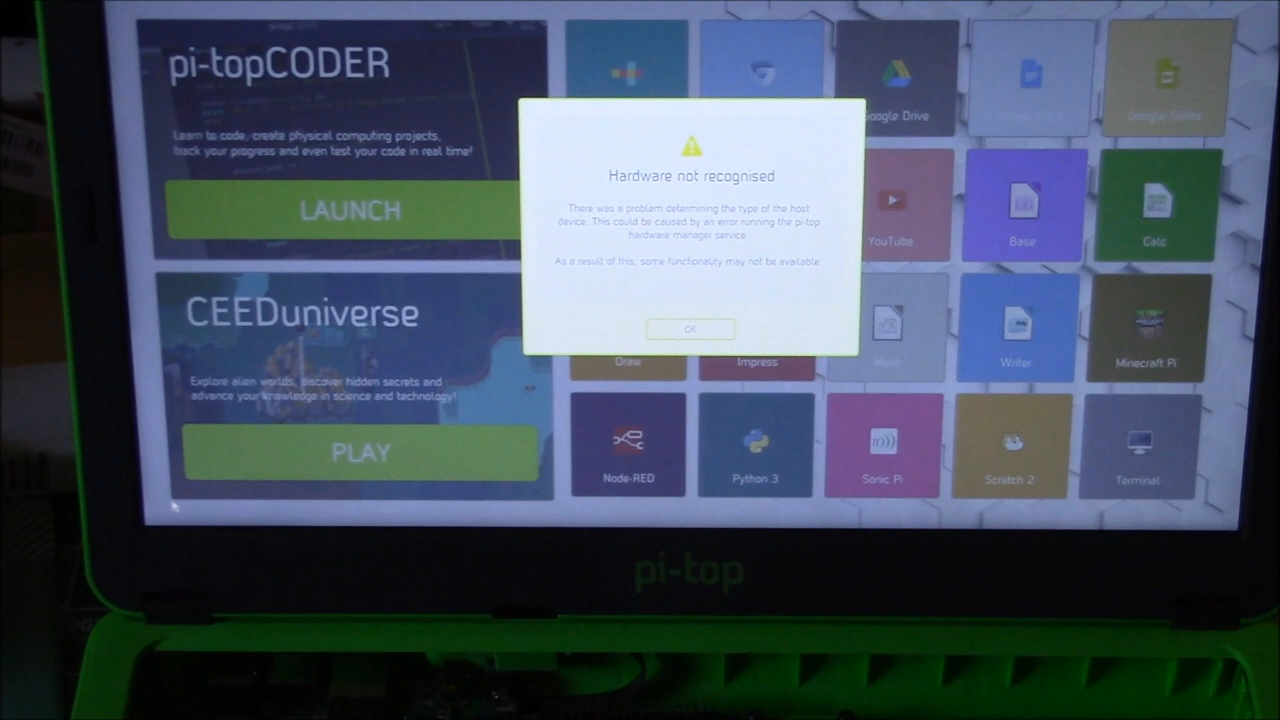 pi-topCODER
Learn to code, create physical computing projects,
track your progress and even test your code in real time!
LAUNCH
CEEDuniverse
Explore alien worlds, discover hidden secrets and
advance your knowledge in science and technology!
PLAY
Hardware not recognised
There was a problem determining the type of the host
device. This could be caused by an error running the pi-top
hardware manager service.
As a result of this, some functionality may not be available.
OK
Google Drive
Google Slides
YouTube
Base
Calc
Draw
Impress
Math
Writer
Minecraft Pi
Node-RED
Python 3
Sonic Pi
Scratch 2
Terminal
pi-top